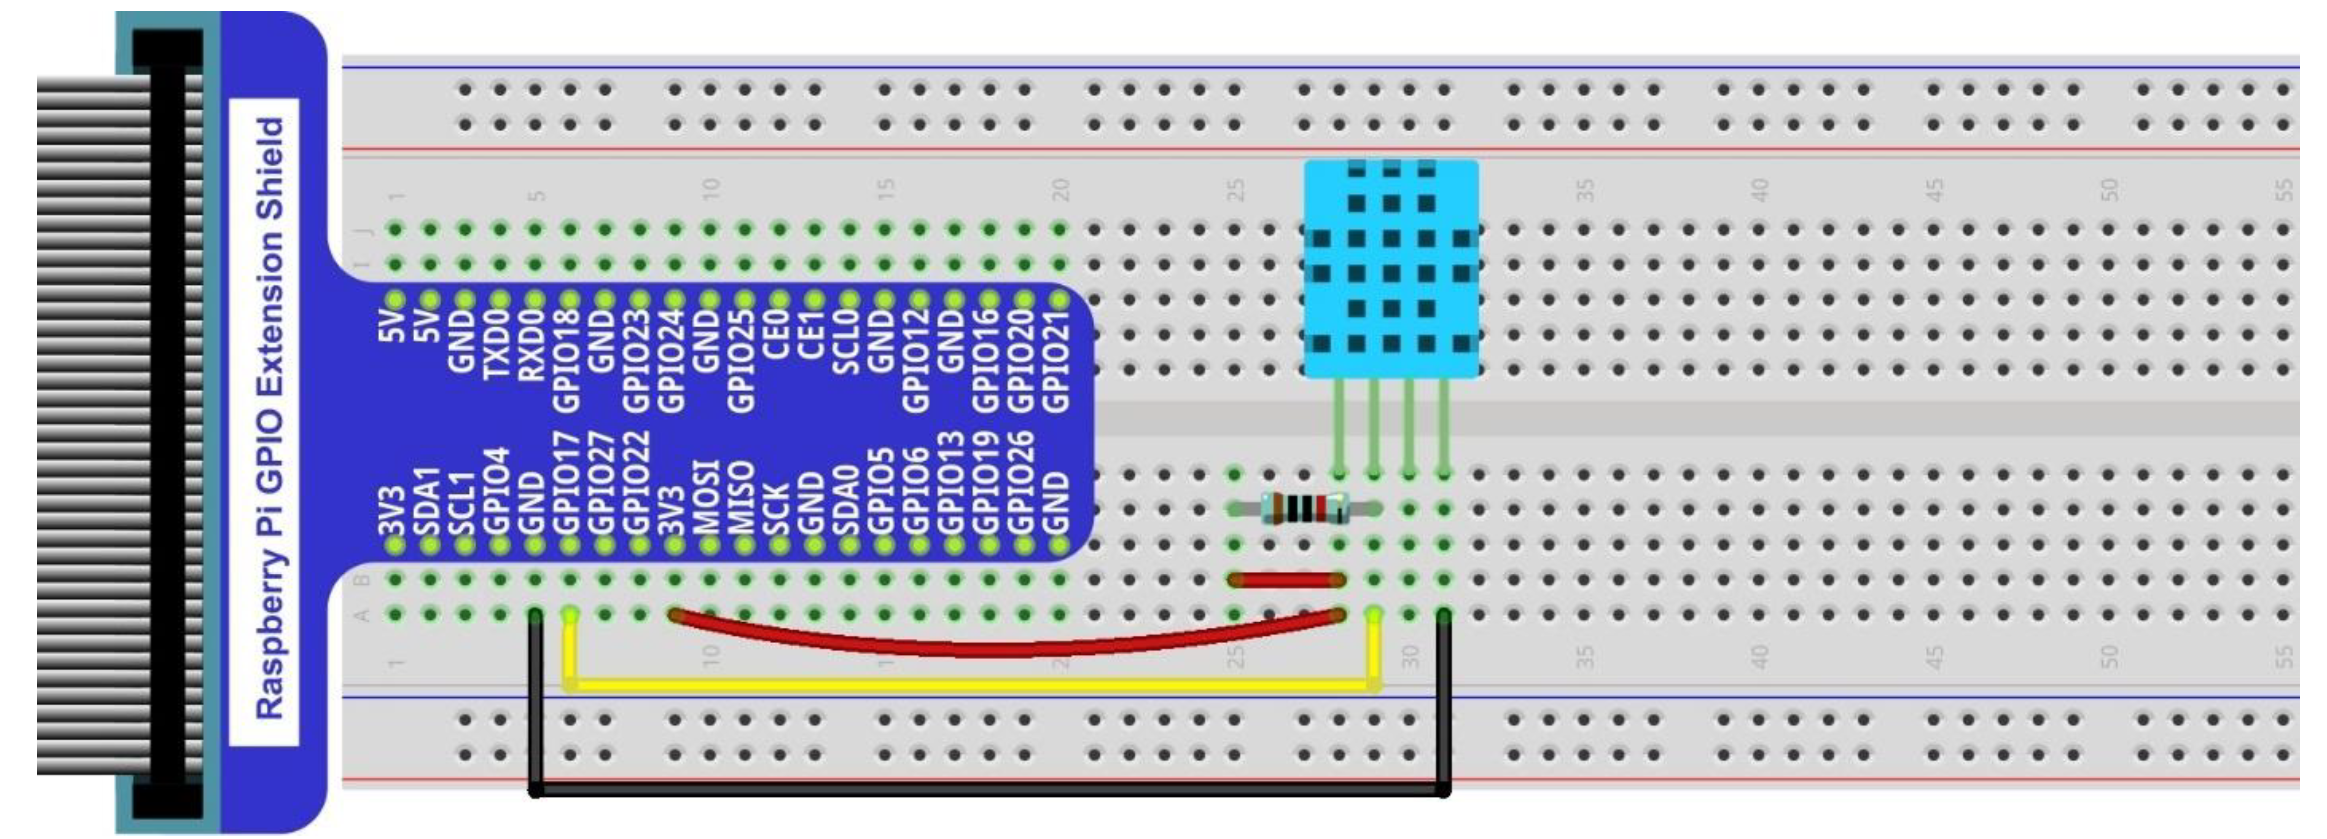 Raspberry Pi GPIO Extension Shield
1 5 10 15 20 25 35 40 45 50 55
J
I
5V 5V GND TXD0 RXD0 GPIO18 GND GPIO23 GPIO24 GND GPIO25 CE0 CE1 SCL0 GND GPIO12 GND GPIO16 GPIO20 GPIO21
3V3 SDA1 SCL1 GPIO4 GND GPIO17 GPIO27 GPIO22 3V3 MOSI MISO SCK GND SDA0 GPIO5 GPIO6 GPIO13 GPIO19 GPIO26 GND
B
A
1 10 1 2 25 30 35 40 45 50 55